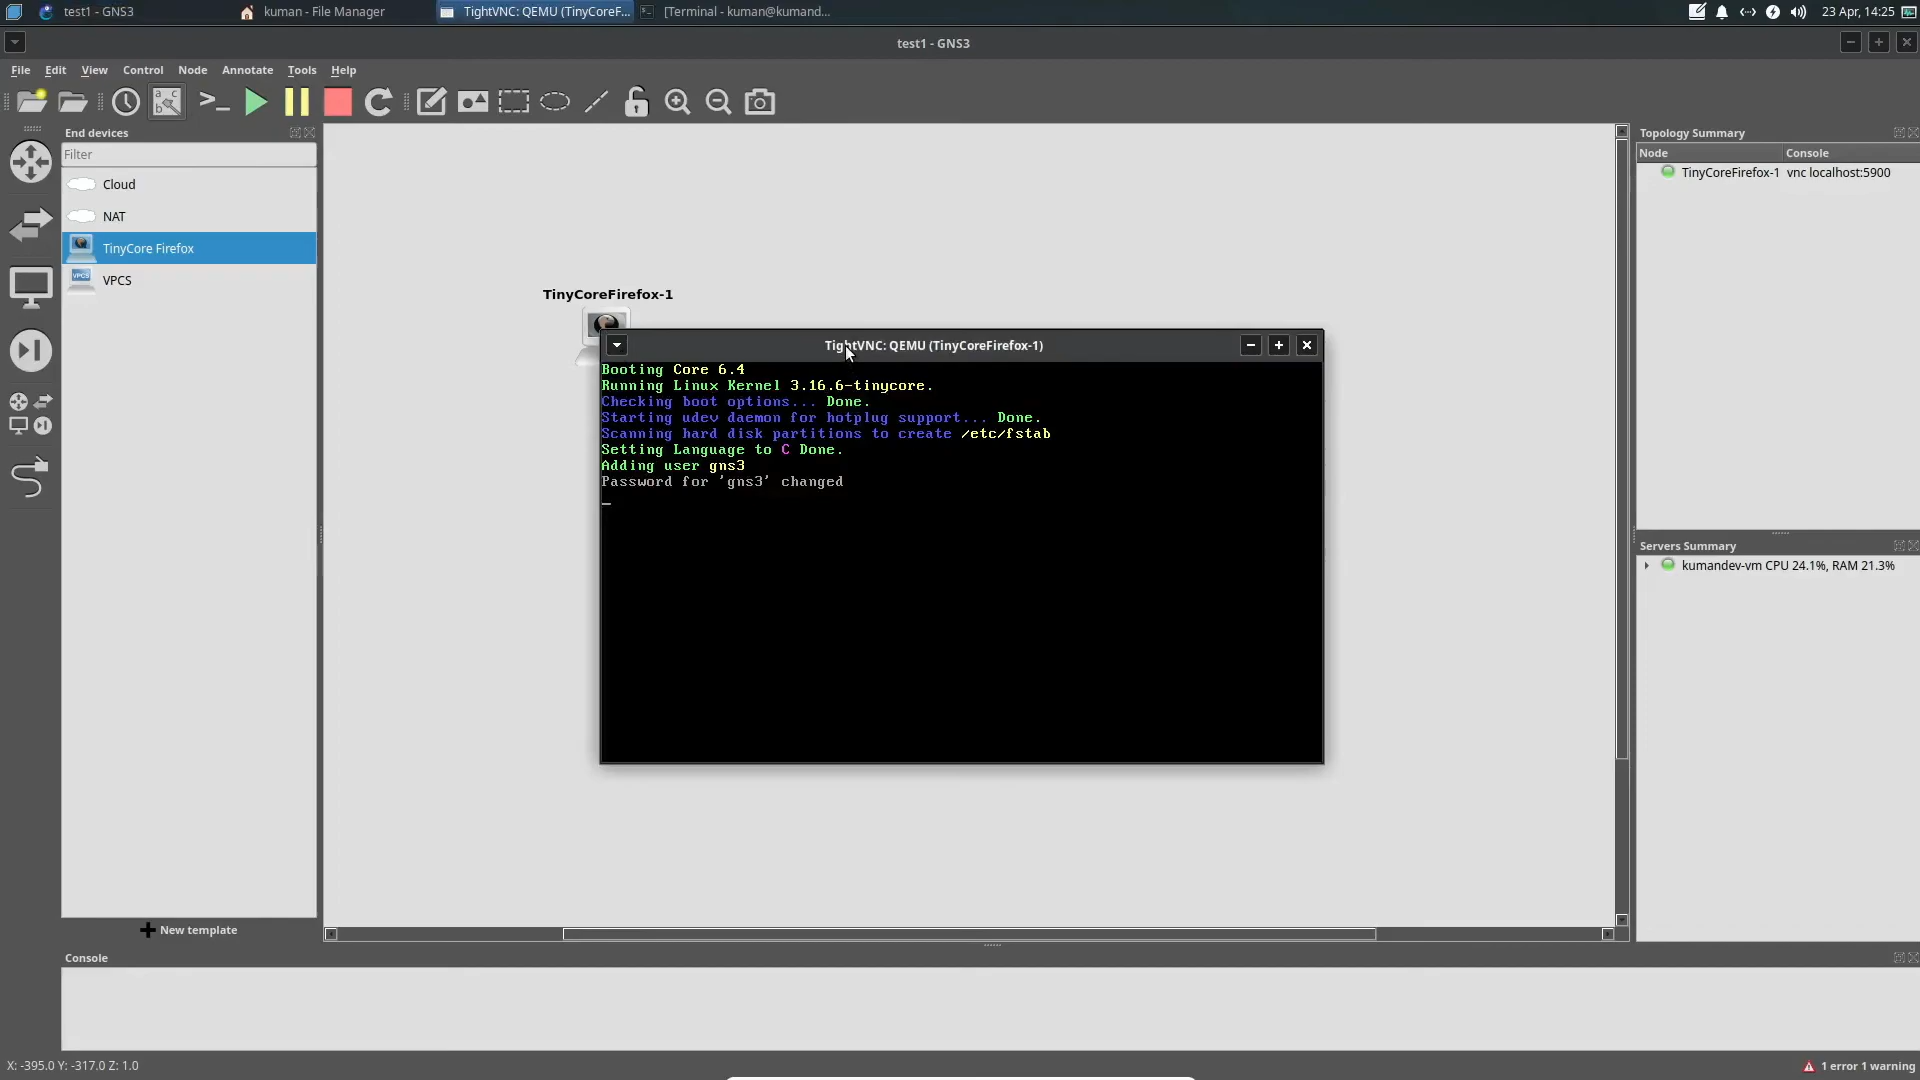 test1 - GNS3
kuman - File Manager
TightVNC: QEMU (TinyCoreF...
[Terminal - kuman@kumand...
23 Apr, 14:25
test1 - GNS3
File Edit View Control Node Annotate Tools Help
End devices
Filter
Cloud
NAT
TinyCore Firefox
VPCS
VPCS
New template
TinyCoreFirefox-1
TightVNC: QEMU (TinyCoreFirefox-1)
Booting Core 6.4
Running Linux Kernel 3.16.6-tinycore.
Checking boot options... Done.
Starting udev daemon for hotplug support... Done.
Scanning hard disk partitions to create /etc/fstab
Setting Language to C Done.
Adding user gns3
Password for 'gns3' changed
Topology Summary
Node Console
TinyCoreFirefox-1 vnc localhost:5900
Servers Summary
kumandev-vm CPU 24.1%, RAM 21.3%
Console
X: -395.0 Y: -317.0 Z: 1.0
1 error 1 warning